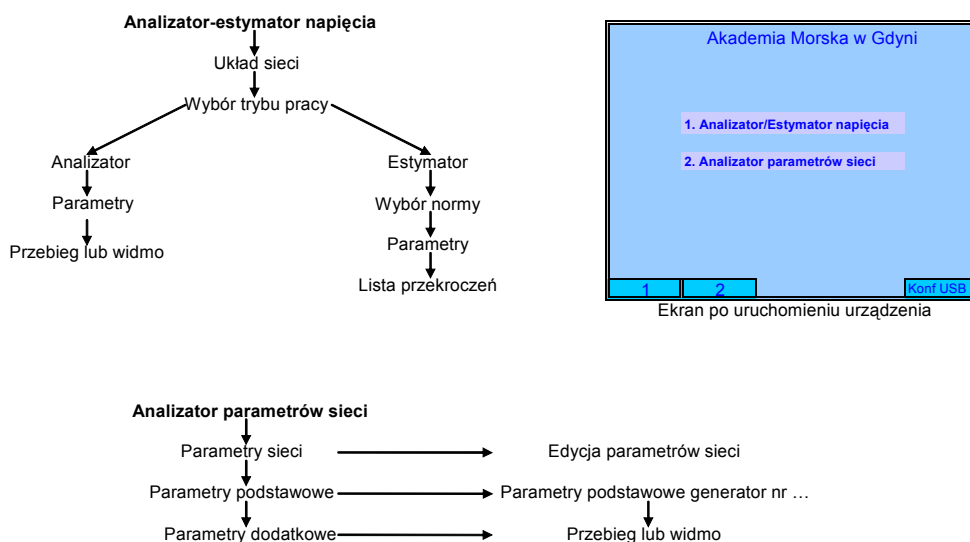 Analizator-estymator napięcia
Układ sieci
Wybór trybu pracy
Analizator
Parametry
Przebieg lub widmo
Estymator
Wybór normy
Parametry
Lista przekroczeń
Akademia Morska w Gdyni
1. Analizator/Estymator napięcia
2. Analizator parametrów sieci
1
2
Konf USB
Ekran po uruchomieniu urządzenia
Analizator parametrów sieci
Parametry sieci
Edycja parametrów sieci
Parametry podstawowe
Parametry podstawowe generator nr …
Parametry dodatkowe
Przebieg lub widmo